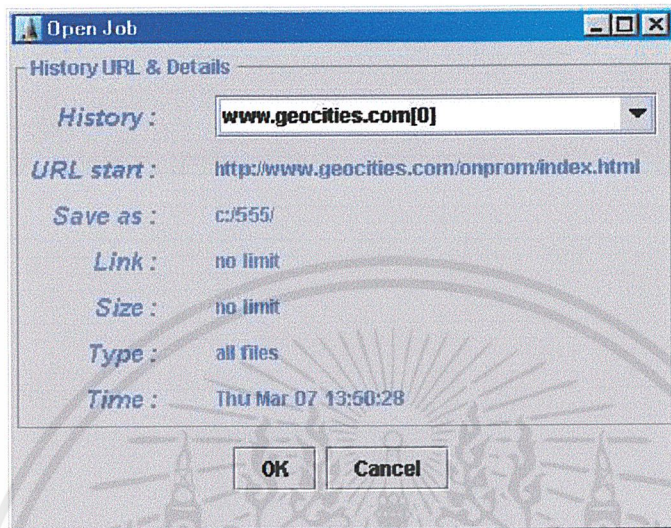 Open Job
History URL & Details
History : www.geocities.com[0]
URL start : http://www.geocities.com/onprom/index.html
Save as : c:/555/
Link : no limit
Size : no limit
Type : all files
Time : Thu Mar 07 13:50:28
OK Cancel